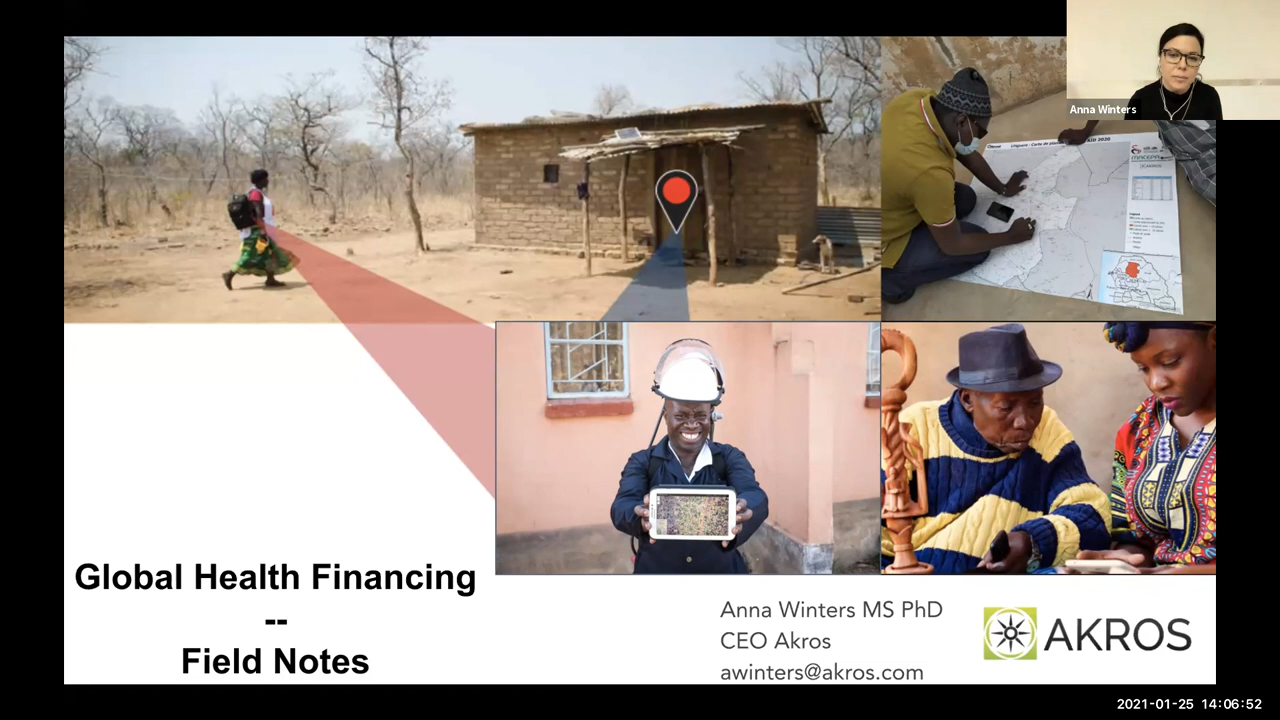 Anna Winters
Global Health Financing
--
Field Notes
Anna Winters MS PhD
CEO Akros
awinters@akros.com
AKROS
2021-01-25 14:06:52